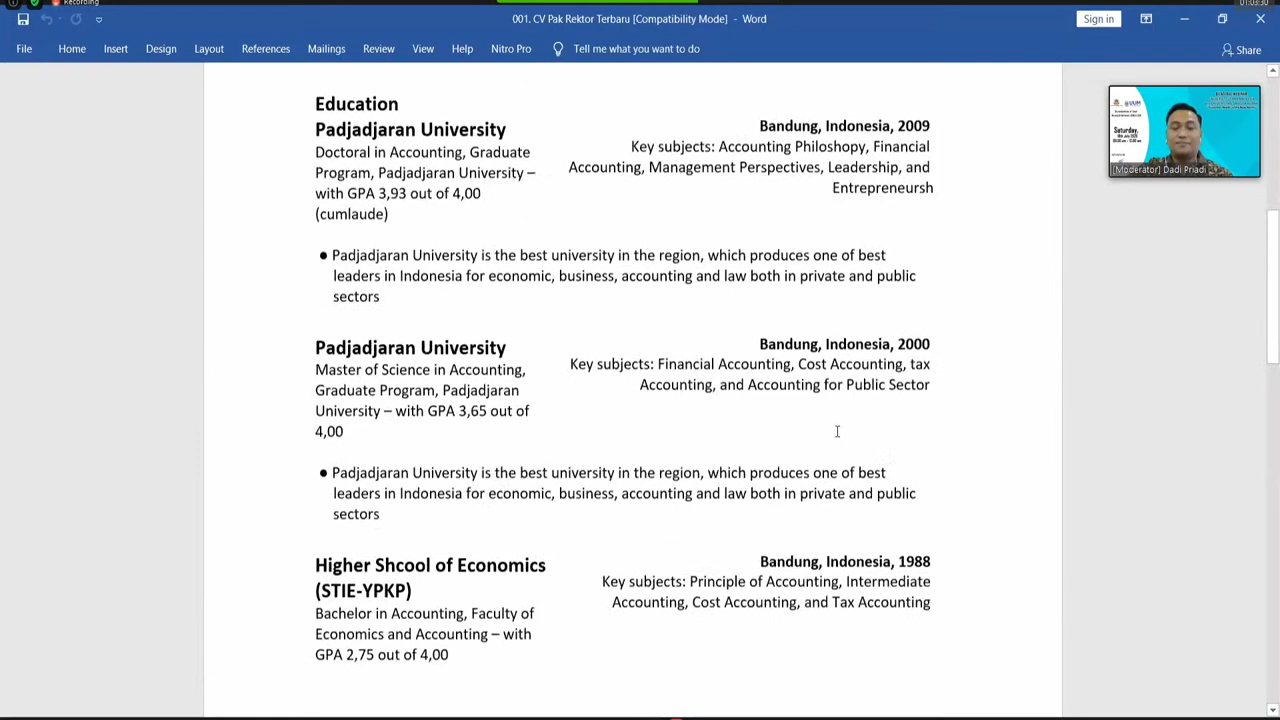 Recording
01:03:30
001. CV Pak Rektor Terbaru [Compatibility Mode] - Word
Sign in
File Home Insert Design Layout References Mailings Review View Help Nitro Pro Tell me what you want to do Share
Education
Padjadjaran University
Bandung, Indonesia, 2009
Doctoral in Accounting, Graduate
Program, Padjadjaran University –
with GPA 3,93 out of 4,00
(cumlaude)
Key subjects: Accounting Philoshopy, Financial
Accounting, Management Perspectives, Leadership, and
Entrepreneursh
● Padjadjaran University is the best university in the region, which produces one of best
leaders in Indonesia for economic, business, accounting and law both in private and public
sectors
Padjadjaran University
Bandung, Indonesia, 2000
Master of Science in Accounting,
Graduate Program, Padjadjaran
University – with GPA 3,65 out of
4,00
Key subjects: Financial Accounting, Cost Accounting, tax
Accounting, and Accounting for Public Sector
● Padjadjaran University is the best university in the region, which produces one of best
leaders in Indonesia for economic, business, accounting and law both in private and public
sectors
Higher Shcool of Economics
(STIE-YPKP)
Bandung, Indonesia, 1988
Bachelor in Accounting, Faculty of
Economics and Accounting – with
GPA 2,75 out of 4,00
Key subjects: Principle of Accounting, Intermediate
Accounting, Cost Accounting, and Tax Accounting
UUM
Saturday,
[Moderator] Dadi Priadi